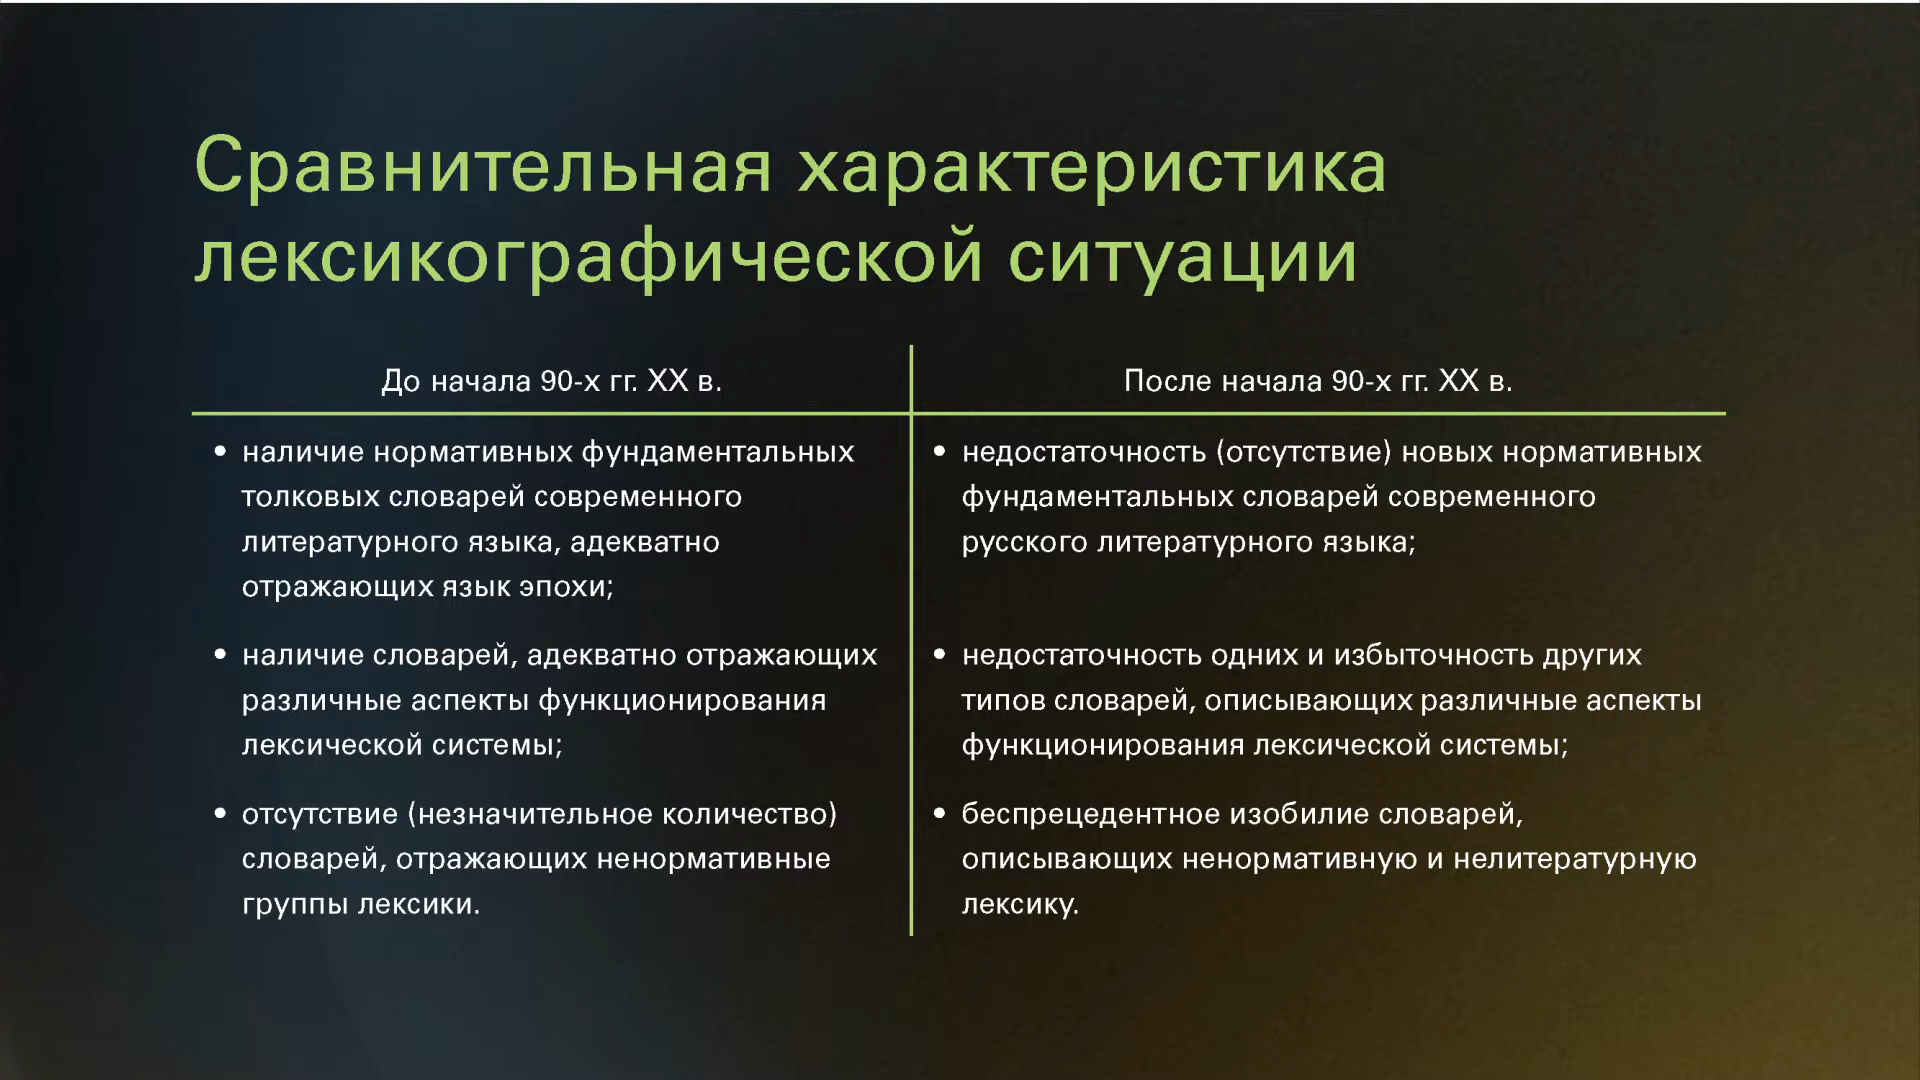 Сравнительная характеристика
лексикографической ситуации
До начала 90-х гг. XX в.
После начала 90-х гг. XX в.
• наличие нормативных фундаментальных
толковых словарей современного
литературного языка, адекватно
отражающих язык эпохи;
• недостаточность (отсутствие) новых нормативных
фундаментальных словарей современного
русского литературного языка;
• наличие словарей, адекватно отражающих
различные аспекты функционирования
лексической системы;
• недостаточность одних и избыточность других
типов словарей, описывающих различные аспекты
функционирования лексической системы;
• отсутствие (незначительное количество)
словарей, отражающих ненормативные
группы лексики.
• беспрецедентное изобилие словарей,
описывающих ненормативную и нелитературную
лексику.